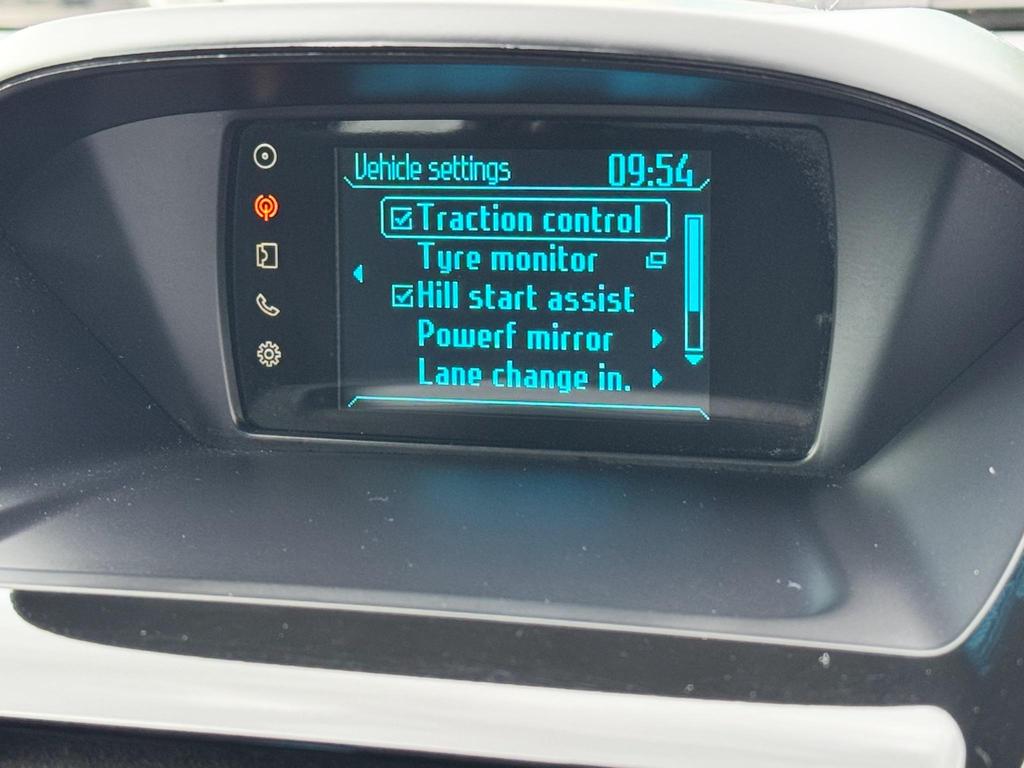 Vehicle settings 09:54
Traction control
Tyre monitor
Hill start assist
Powerf mirror
Lane change in.